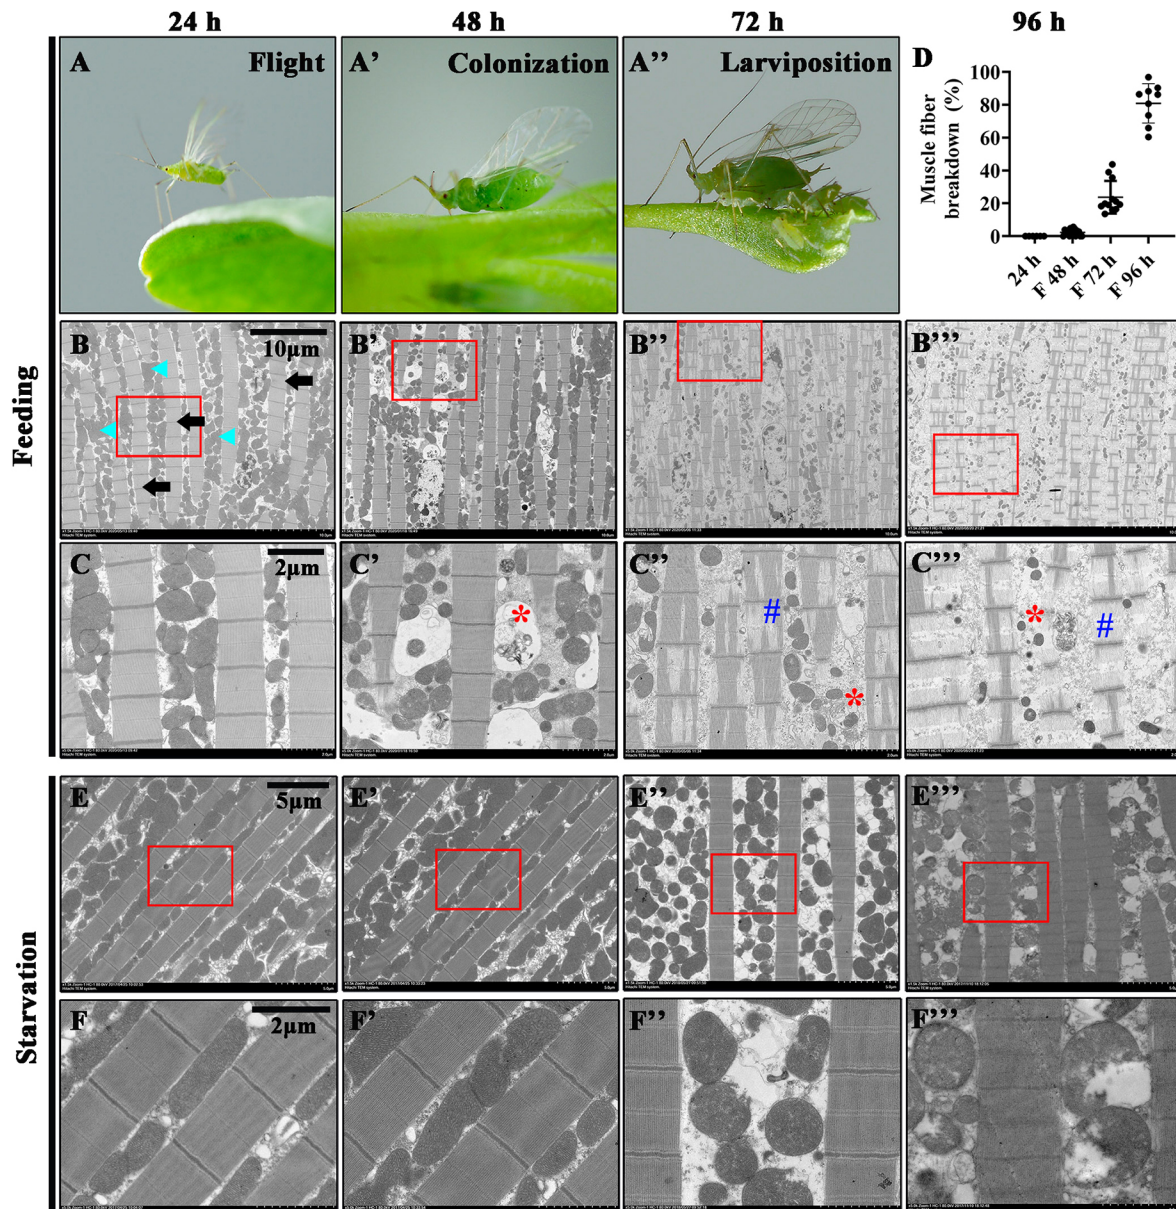 24 h 48 h 72 h 96 h
Feeding
A Flight
A’ Colonization
A’’ Larviposition
D
Muscle fiber
breakdown (%)
100
80
60
40
20
0
24 h
F 48 h
F 72 h
F 96 h
B 10μm
B’
B’’
B’’’
C 2μm
C’ *
C’’ # *
C’’’ * #
Starvation
E 5μm
E’
E’’
E’’’
F 2μm
F’
F’’
F’’’